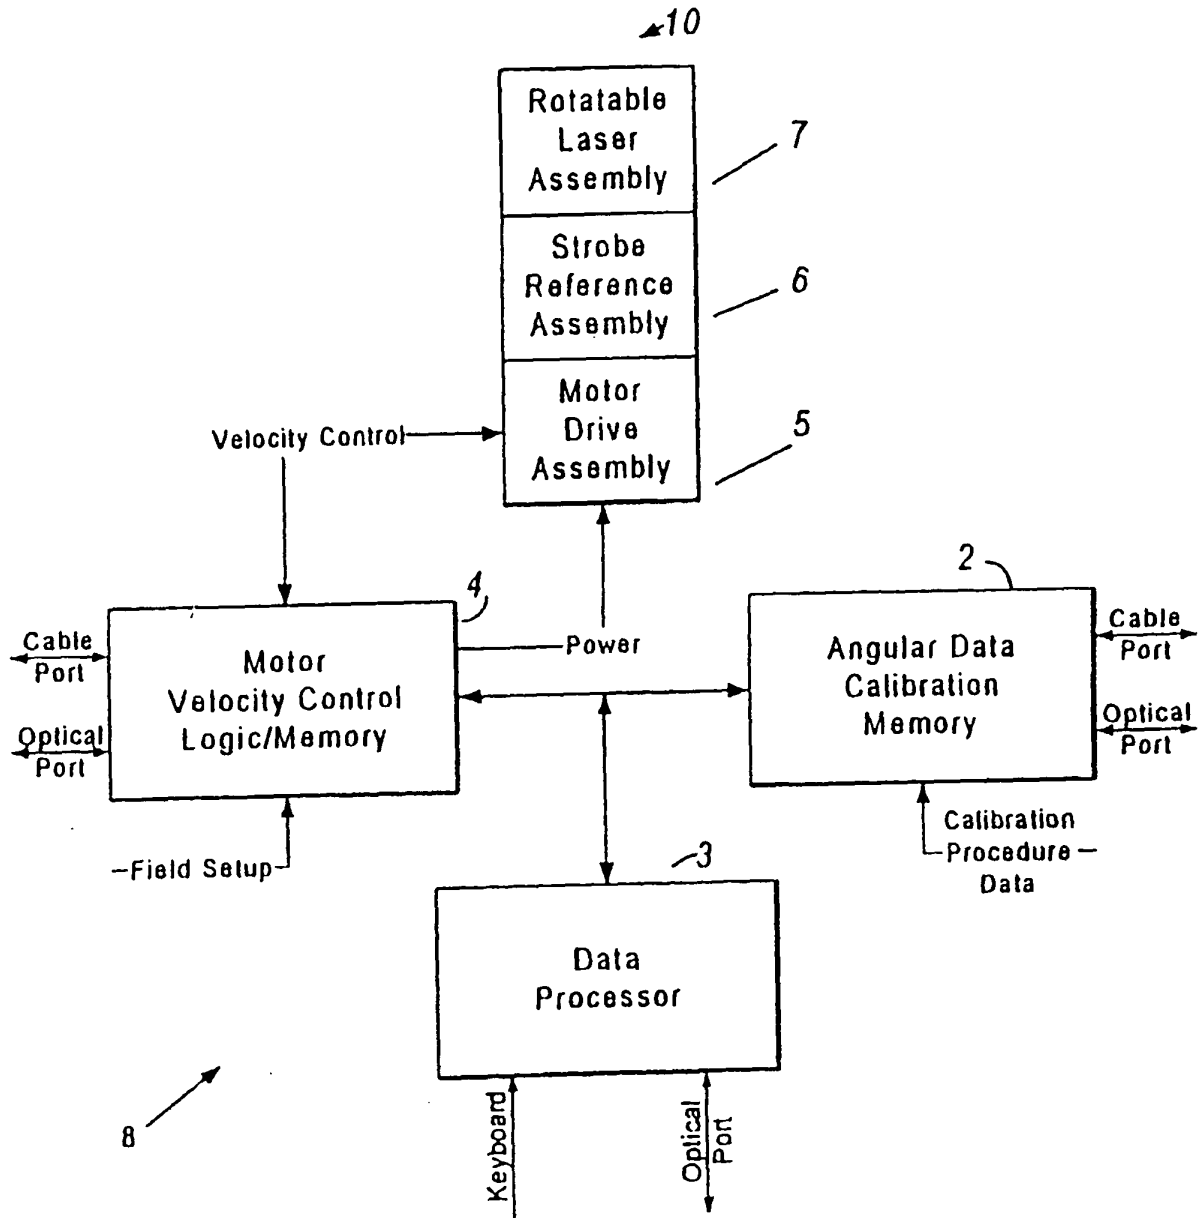 10
Rotatable
Laser
Assembly
7
Strobe
Reference
Assembly
6
Motor
Drive
Assembly
5
Velocity Control
4
2
Cable
Port
Optical
Port
Motor
Velocity Control
Logic/Memory
Power
Angular Data
Calibration
Memory
Cable
Port
Optical
Port
Field Setup
Calibration
Procedure
Data
3
Data
Processor
8
Keyboard
Optical
Port